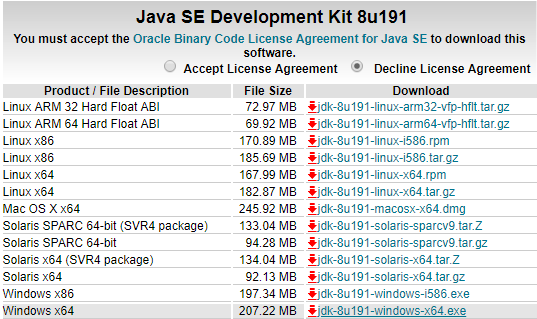 Java SE Development Kit 8u191
You must accept the Oracle Binary Code License Agreement for Java SE to download this
software.
Accept License Agreement Decline License Agreement
Product / File Description File Size Download
Linux ARM 32 Hard Float ABI 72.97 MB jdk-8u191-linux-arm32-vfp-hflt.tar.gz
Linux ARM 64 Hard Float ABI 69.92 MB jdk-8u191-linux-arm64-vfp-hflt.tar.gz
Linux x86 170.89 MB jdk-8u191-linux-i586.rpm
Linux x86 185.69 MB jdk-8u191-linux-i586.tar.gz
Linux x64 167.99 MB jdk-8u191-linux-x64.rpm
Linux x64 182.87 MB jdk-8u191-linux-x64.tar.gz
Mac OS X x64 245.92 MB jdk-8u191-macosx-x64.dmg
Solaris SPARC 64-bit (SVR4 package) 133.04 MB jdk-8u191-solaris-sparcv9.tar.Z
Solaris SPARC 64-bit 94.28 MB jdk-8u191-solaris-sparcv9.tar.gz
Solaris x64 (SVR4 package) 134.04 MB jdk-8u191-solaris-x64.tar.Z
Solaris x64 92.13 MB jdk-8u191-solaris-x64.tar.gz
Windows x86 197.34 MB jdk-8u191-windows-i586.exe
Windows x64 207.22 MB jdk-8u191-windows-x64.exe